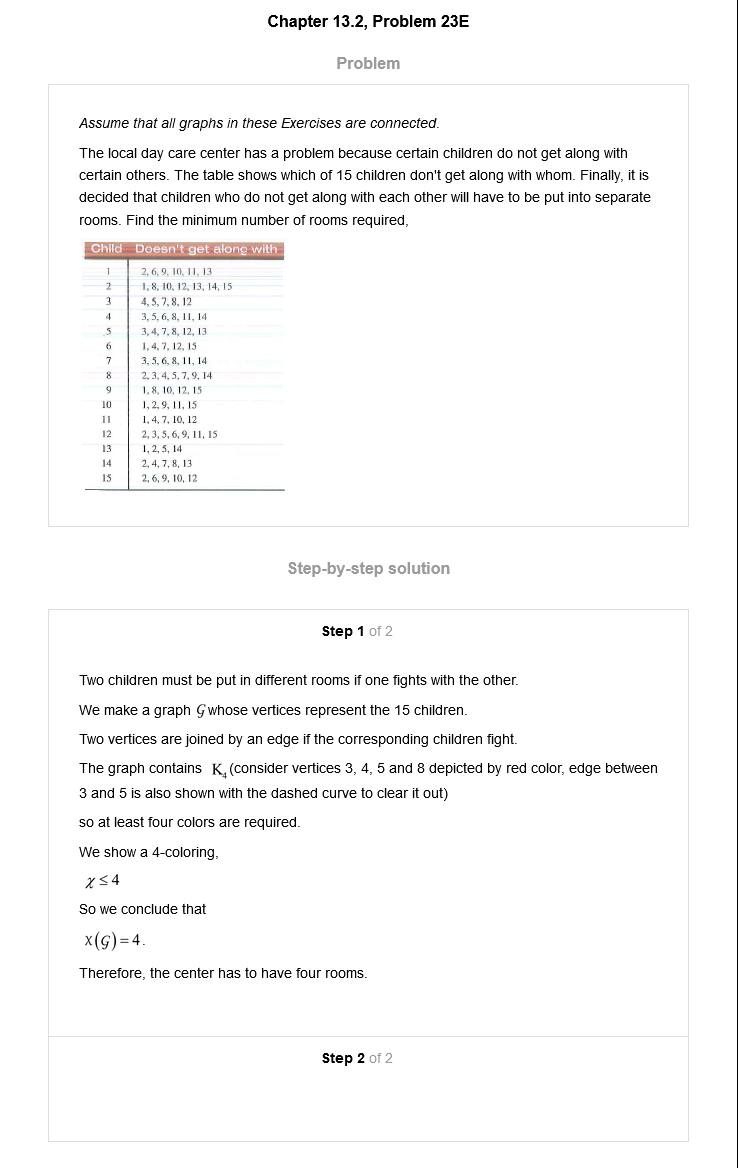 Chapter 13.2, Problem 23E
Problem
Assume that all graphs in these Exercises are connected.
The local day care center has a problem because certain children do not get along with
certain others. The table shows which of 15 children don't get along with whom. Finally, it is
decided that children who do not get along with each other will have to be put into separate
rooms. Find the minimum number of rooms required,
Child Doesn't get along with
1 2, 6, 9, 10, 11, 13
2 1, 8, 10, 12, 13, 14, 15
3 4, 5, 7, 8, 12
4 3, 5, 6, 8, 11, 14
5 3, 4, 7, 8, 12, 13
6 1, 4, 7, 12, 15
7 3, 5, 6, 8, 11, 14
8 2, 3, 4, 5, 7, 9, 14
9 1, 8, 10, 12, 15
10 1, 2, 9, 11, 15
11 1, 4, 7, 10, 12
12 2, 3, 5, 6, 9, 11, 15
13 1, 2, 5, 14
14 2, 4, 7, 8, 13
15 2, 6, 9, 10, 12
Step-by-step solution
Step 1 of 2
Two children must be put in different rooms if one fights with the other.
We make a graph G whose vertices represent the 15 children.
Two vertices are joined by an edge if the corresponding children fight.
The graph contains K₄ (consider vertices 3, 4, 5 and 8 depicted by red color, edge between
3 and 5 is also shown with the dashed curve to clear it out)
so at least four colors are required.
We show a 4-coloring,
χ ≤ 4
So we conclude that
χ(G) = 4.
Therefore, the center has to have four rooms.
Step 2 of 2